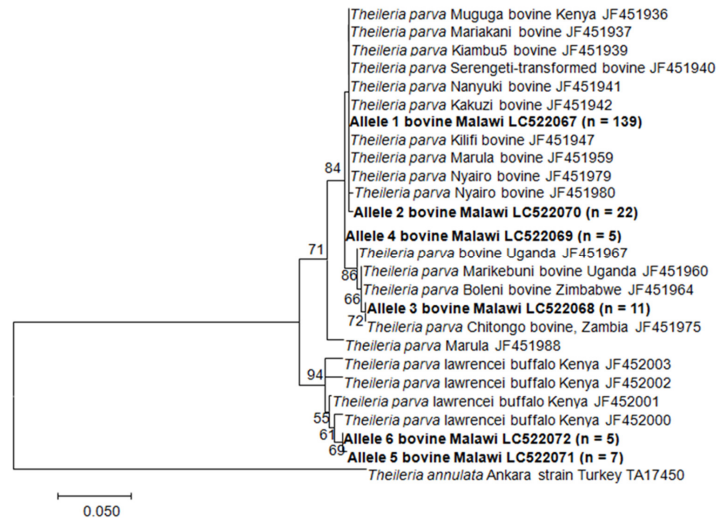 Theileria parva Muguga bovine Kenya JF451936
Theileria parva Mariakani bovine JF451937
Theileria parva Kiambu5 bovine JF451939
Theileria parva Serengeti-transformed bovine JF451940
Theileria parva Nanyuki bovine JF451941
Theileria parva Kakuzi bovine JF451942
Allele 1 bovine Malawi LC522067 (n = 139)
Theileria parva Kilifi bovine JF451947
Theileria parva Marula bovine JF451959
84
Theileria parva Nyairo bovine JF451979
Theileria parva Nyairo bovine JF451980
Allele 2 bovine Malawi LC522070 (n = 22)
Allele 4 bovine Malawi LC522069 (n = 5)
71
Theileria parva bovine Uganda JF451967
86
Theileria parva Marikebuni bovine Uganda JF451960
Theileria parva Boleni bovine Zimbabwe JF451964
66
Allele 3 bovine Malawi LC522068 (n = 11)
72
Theileria parva Chitongo bovine, Zambia JF451975
Theileria parva Marula JF451988
Theileria parva lawrencei buffalo Kenya JF452003
94
Theileria parva lawrencei buffalo Kenya JF452002
Theileria parva lawrencei buffalo Kenya JF452001
55
Theileria parva lawrencei buffalo Kenya JF452000
61
Allele 6 bovine Malawi LC522072 (n = 5)
69
Allele 5 bovine Malawi LC522071 (n = 7)
Theileria annulata Ankara strain Turkey TA17450
0.050